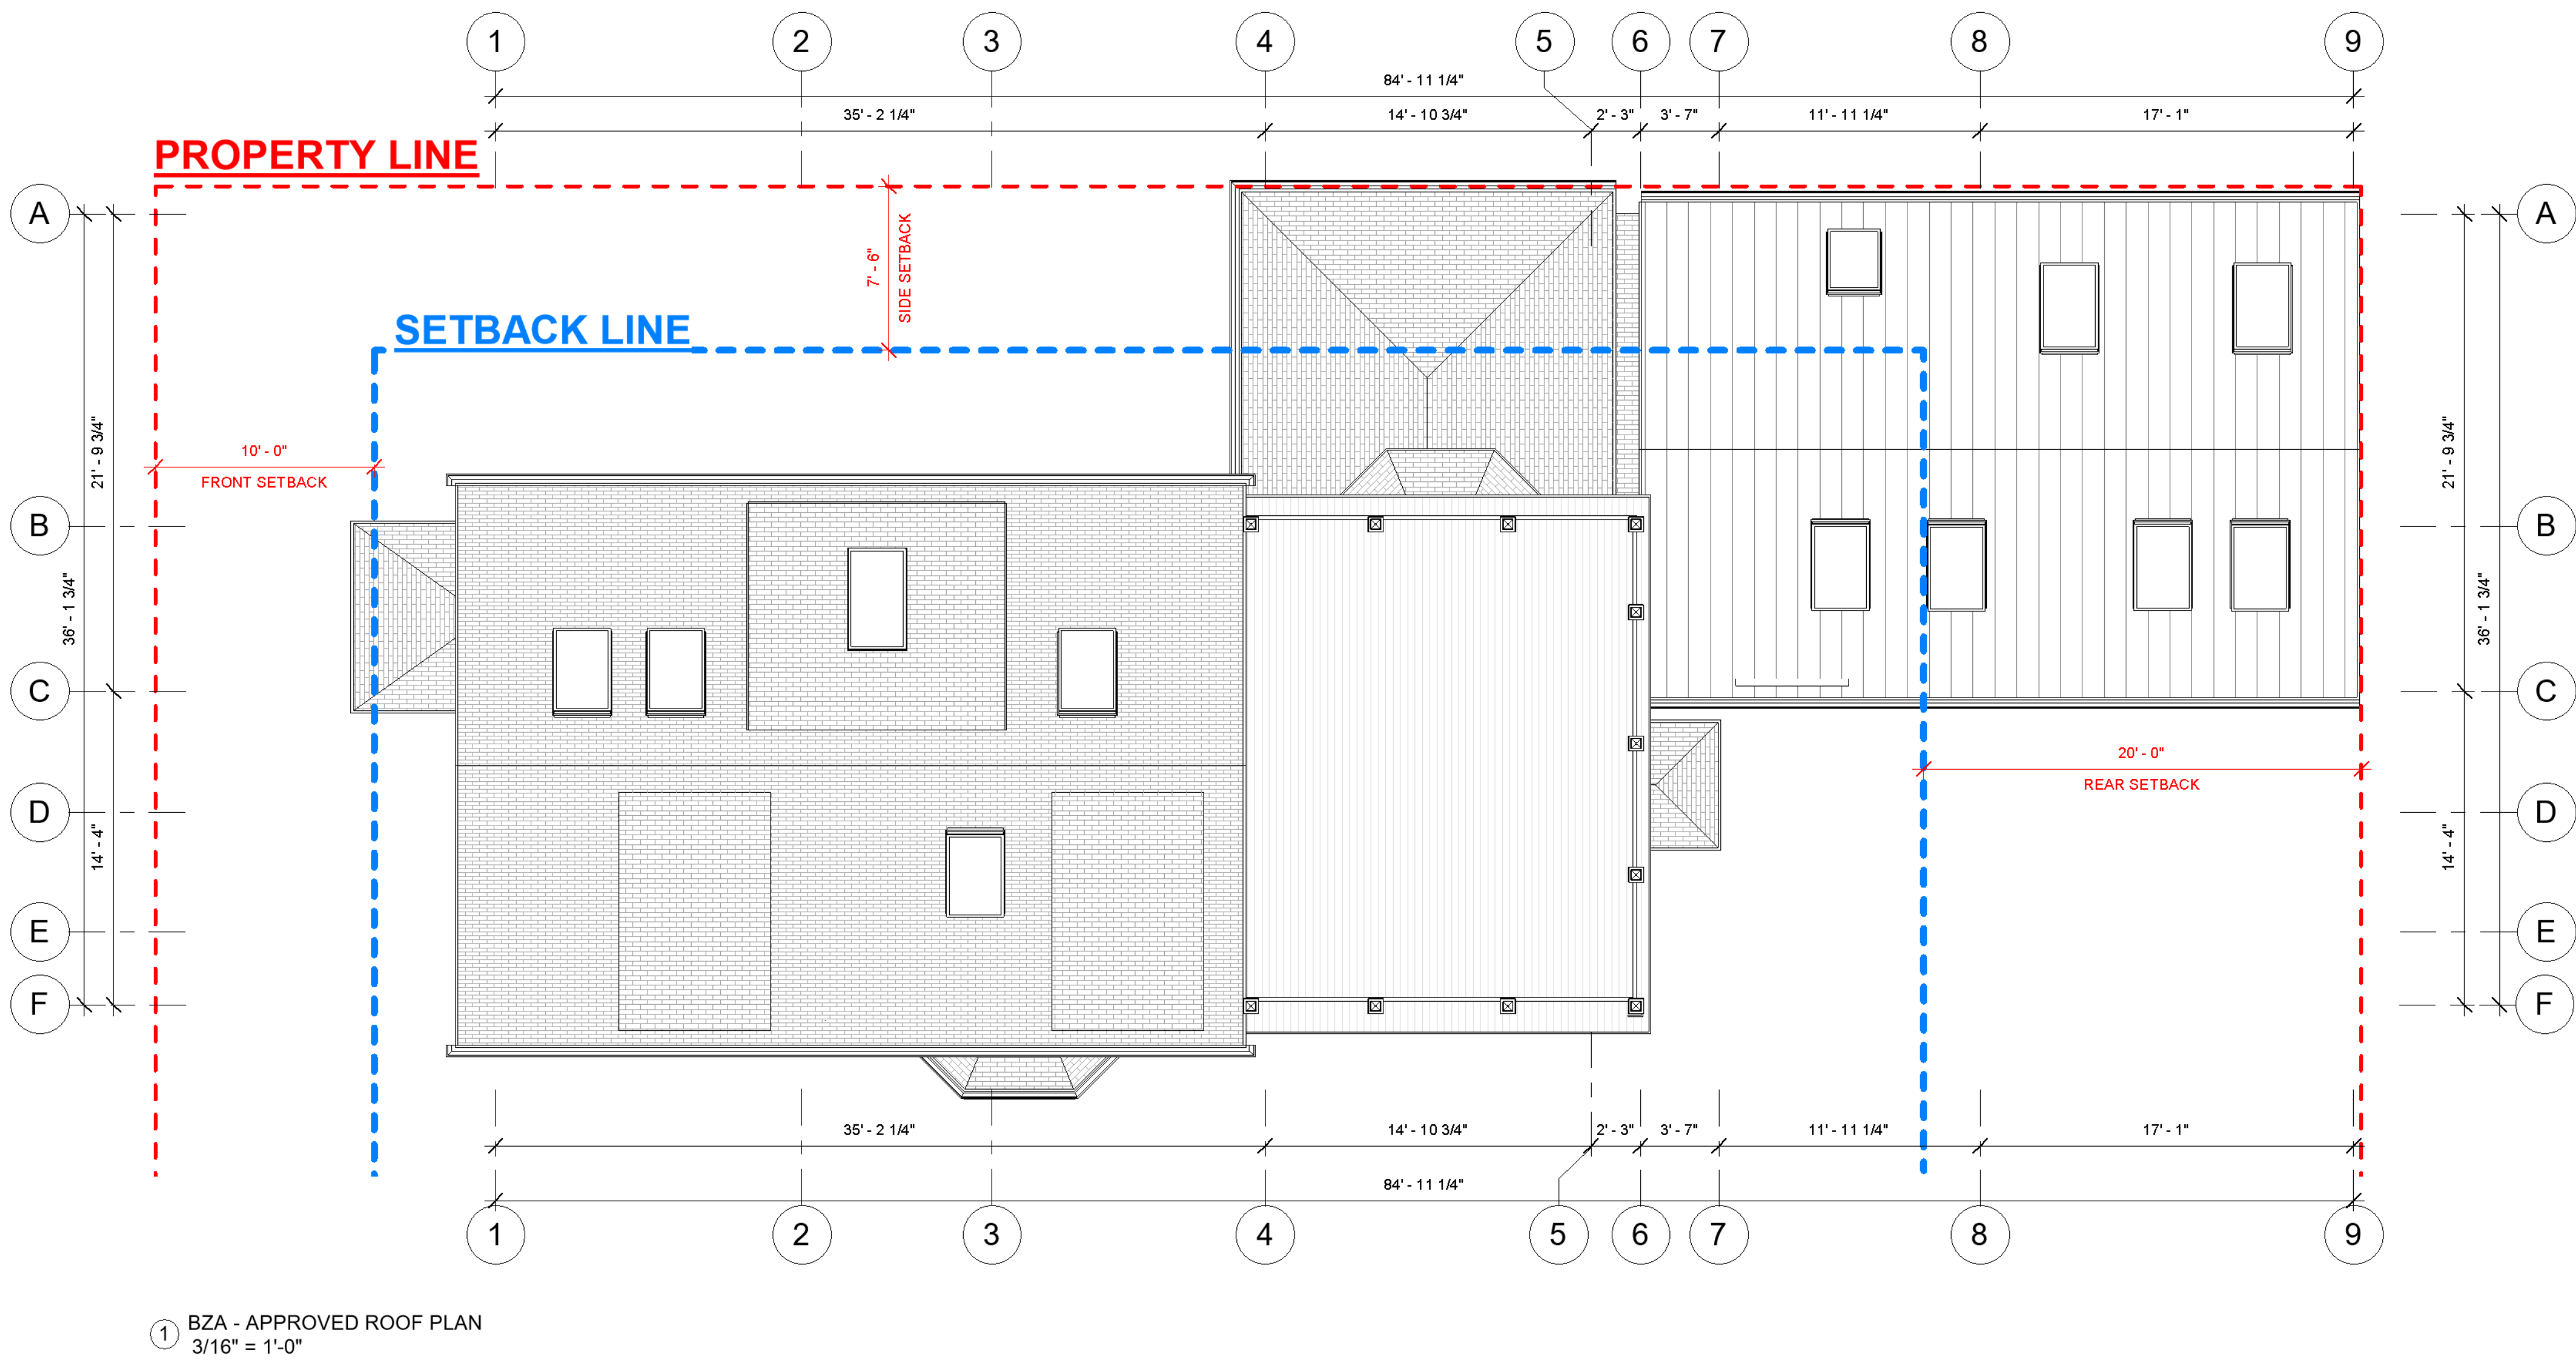 1 2 3 4 5 6 7 8 9
84' - 11 1/4"
35' - 2 1/4" 14' - 10 3/4" 2' - 3" 3' - 7" 11' - 11 1/4" 17' - 1"
PROPERTY LINE
A A
7' - 6"
SIDE SETBACK
SETBACK LINE
10' - 0"
FRONT SETBACK
21' - 9 3/4" 21' - 9 3/4"
B B
36' - 1 3/4" 36' - 1 3/4"
C C
20' - 0"
REAR SETBACK
D D
14' - 4" 14' - 4"
E E
F F
35' - 2 1/4" 14' - 10 3/4" 2' - 3" 3' - 7" 11' - 11 1/4" 17' - 1"
84' - 11 1/4"
1 2 3 4 5 6 7 8 9
1 BZA - APPROVED ROOF PLAN
3/16" = 1'-0"